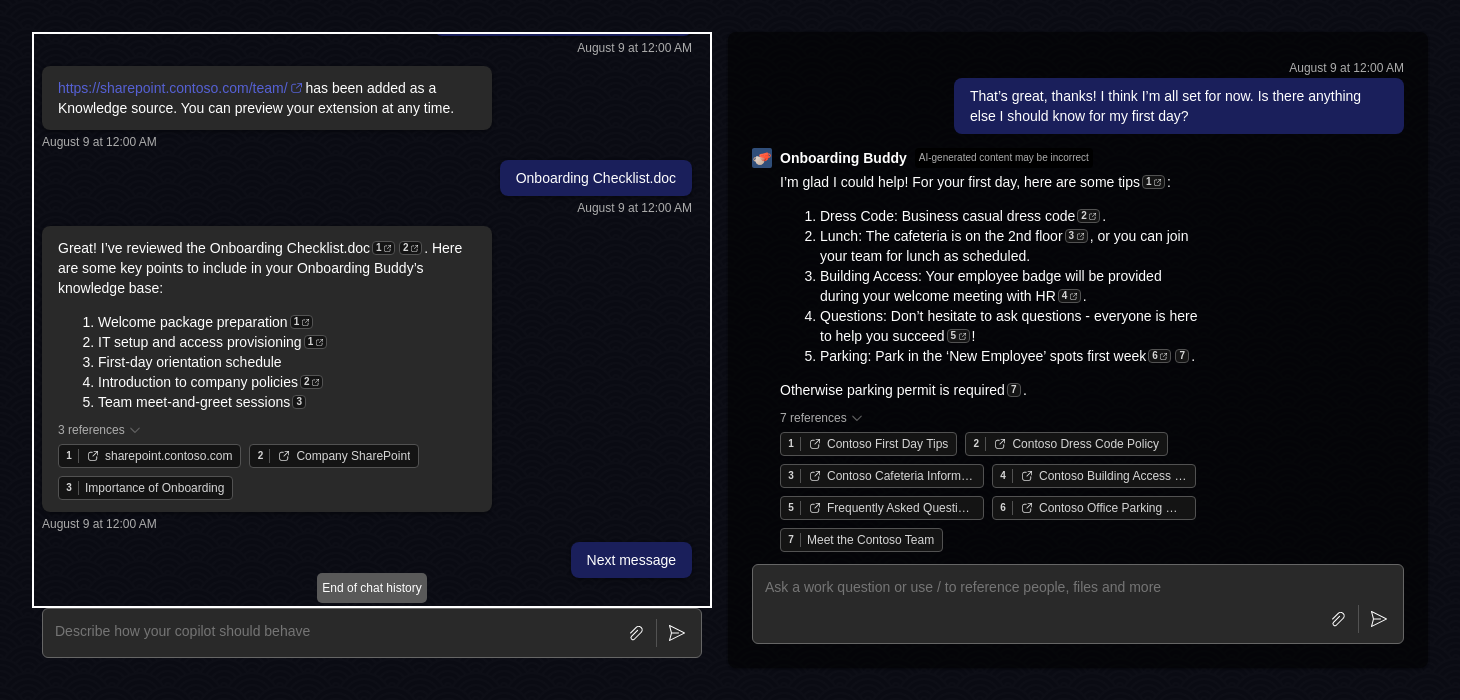 August 9 at 12:00 AM
https://sharepoint.contoso.com/team/ has been added as a
Knowledge source. You can preview your extension at any time.
August 9 at 12:00 AM
Onboarding Checklist.doc
August 9 at 12:00 AM
Great! I’ve reviewed the Onboarding Checklist.doc 1 2 . Here
are some key points to include in your Onboarding Buddy’s
knowledge base:
1. Welcome package preparation 1
2. IT setup and access provisioning 1
3. First-day orientation schedule
4. Introduction to company policies 2
5. Team meet-and-greet sessions 3
3 references
1 sharepoint.contoso.com 2 Company SharePoint
3 Importance of Onboarding
August 9 at 12:00 AM
Next message
End of chat history
Describe how your copilot should behave
August 9 at 12:00 AM
That’s great, thanks! I think I’m all set for now. Is there anything
else I should know for my first day?
Onboarding Buddy AI-generated content may be incorrect
I’m glad I could help! For your first day, here are some tips 1 :
1. Dress Code: Business casual dress code 2 .
2. Lunch: The cafeteria is on the 2nd floor 3 , or you can join
your team for lunch as scheduled.
3. Building Access: Your employee badge will be provided
during your welcome meeting with HR 4 .
4. Questions: Don’t hesitate to ask questions - everyone is here
to help you succeed 5 !
5. Parking: Park in the ‘New Employee’ spots first week 6 7 .
Otherwise parking permit is required 7 .
7 references
1 Contoso First Day Tips 2 Contoso Dress Code Policy
3 Contoso Cafeteria Inform… 4 Contoso Building Access …
5 Frequently Asked Questi… 6 Contoso Office Parking …
7 Meet the Contoso Team
Ask a work question or use / to reference people, files and more